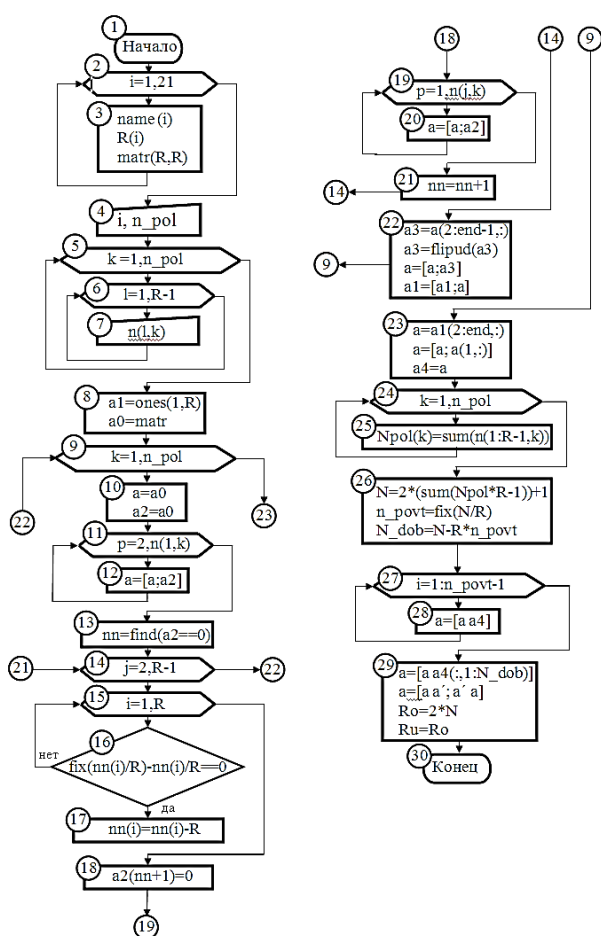 1
Начало
2
i=1,21
3
name (i)
R(i)
matr(R,R)
4
i, n_pol
5
k =1,n_pol
6
l=1,R-1
7
n(l,k)
8
a1=ones(1,R)
a0=matr
9
k=1,n_pol
22
23
10
a=a0
a2=a0
11
p=2,n(1,k)
12
a=[a;a2]
13
nn=find(a2==0)
21
14
j=2,R-1
22
15
i=1,R
16
нет
fix(nn(i)/R)-nn(i)/R==0
да
17
nn(i)=nn(i)-R
18
a2(nn+1)=0
19
18
14
9
19
p=1,n(j,k)
20
a=[a;a2]
21
nn=nn+1
14
22
a3=a(2:end-1,:)
a3=flipud(a3)
a=[a;a3]
a1=[a1;a]
9
23
a=a1(2:end,:)
a=[a; a(1,:)]
a4=a
24
k=1,n_pol
25
Npol(k)=sum(n(1:R-1,k))
26
N=2*(sum(Npol*R-1))+1
n_povt=fix(N/R)
N_dob=N-R*n_povt
27
i=1:n_povt-1
28
a=[a a4]
29
a=[a a4(:,1:N_dob)]
a=[a a´; a´ a]
Ro=2*N
Ru=Ro
30
Конец